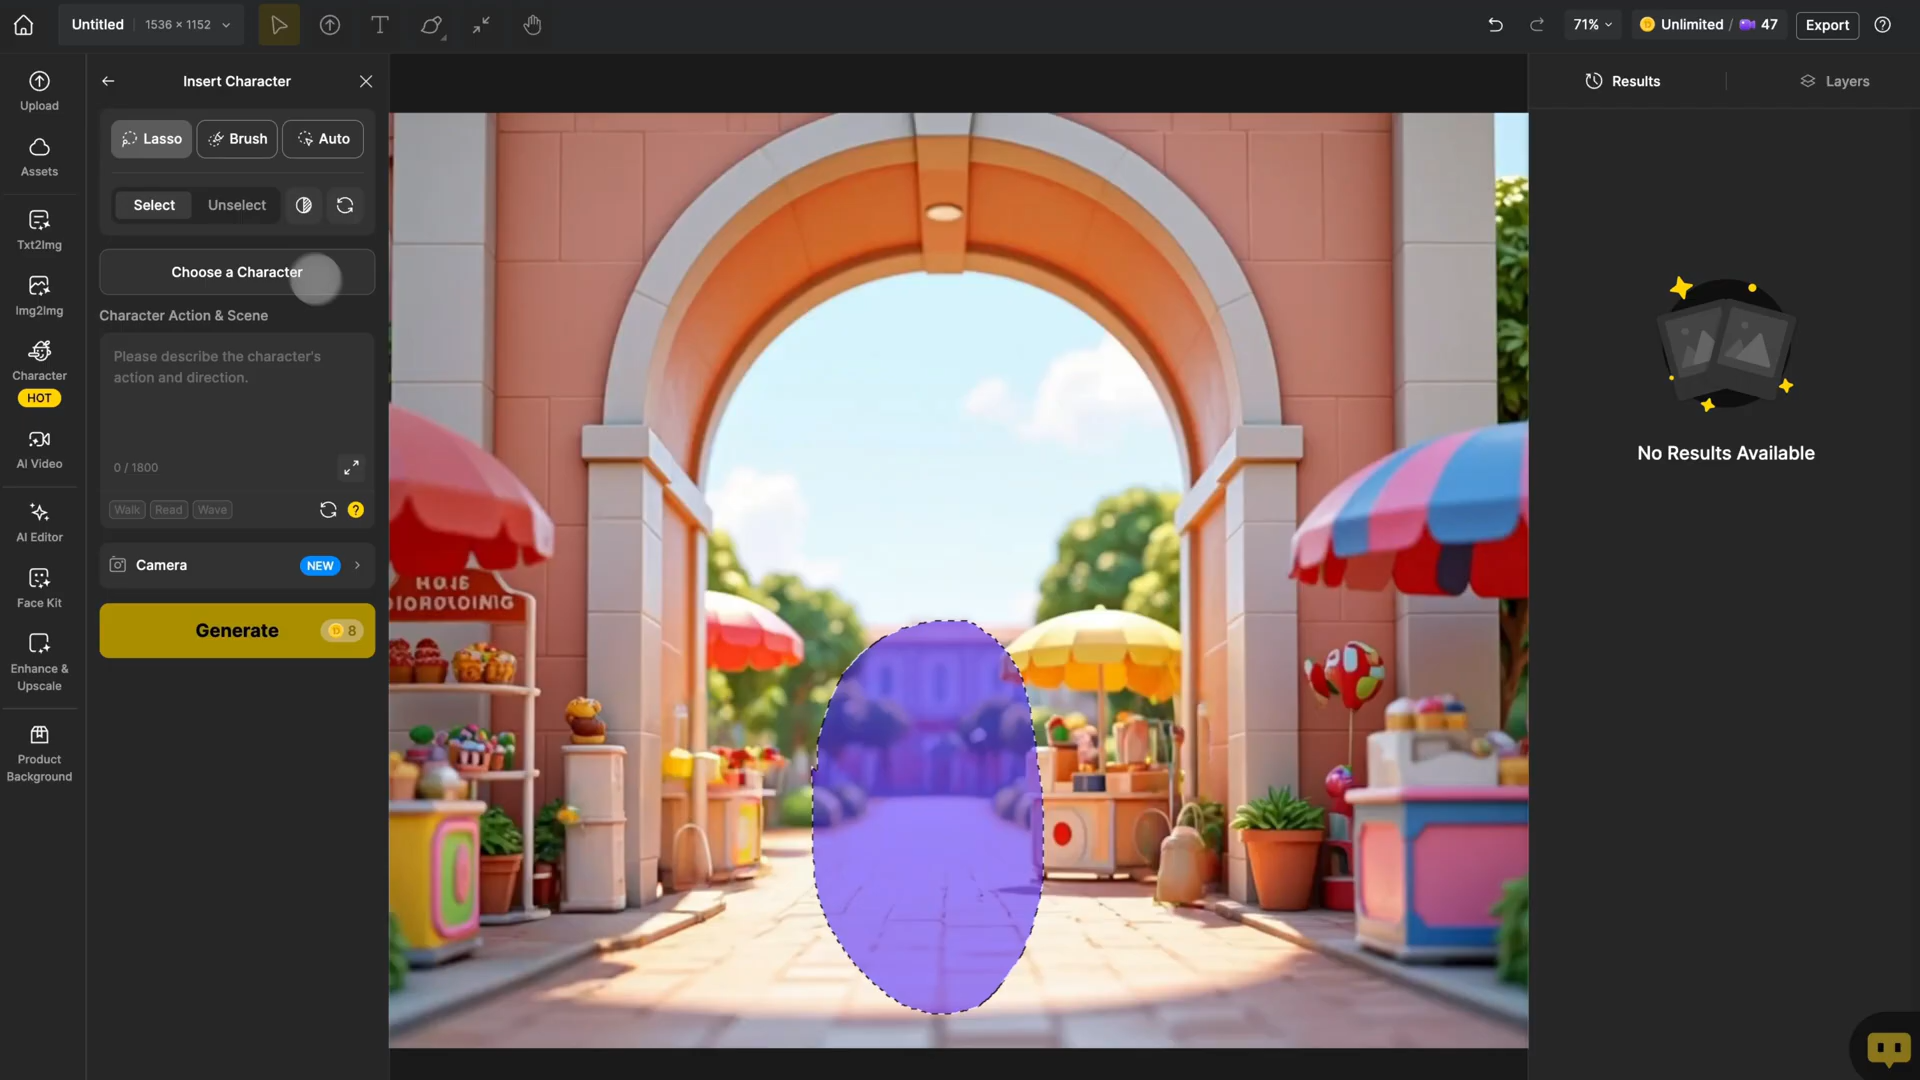 Untitled
1536 × 1152
T
71%
Unlimited / 47
Export
Upload
Assets
Txt2Img
Img2Img
Character
HOT
AI Video
AI Editor
Face Kit
Enhance &
Upscale
Product
Background
Insert Character
Lasso
Brush
Auto
Select
Unselect
Choose a Character
Character Action & Scene
Please describe the character's
action and direction.
0 / 1800
Walk
Read
Wave
?
Camera
NEW
Generate
8
Results
Layers
No Results Available